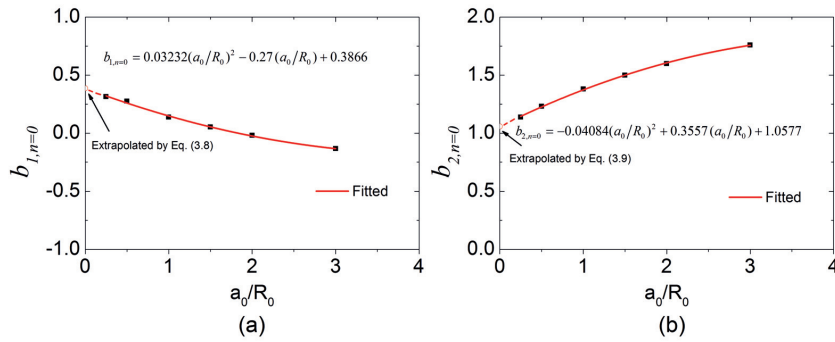 1.0
0.5
0.0
-0.5
-1.0
b1,n=0
b1,n=0 = 0.03232(a0/R0)² − 0.27(a0/R0) + 0.3866
Extrapolated by Eq. (3.8)
Fitted
0 1 2 3 4
a0/R0
(a)
2.0
1.5
1.0
0.5
0.0
b2,n=0
b2,n=0 = −0.04084(a0/R0)² + 0.3557(a0/R0) + 1.0577
Extrapolated by Eq. (3.9)
Fitted
0 1 2 3 4
a0/R0
(b)